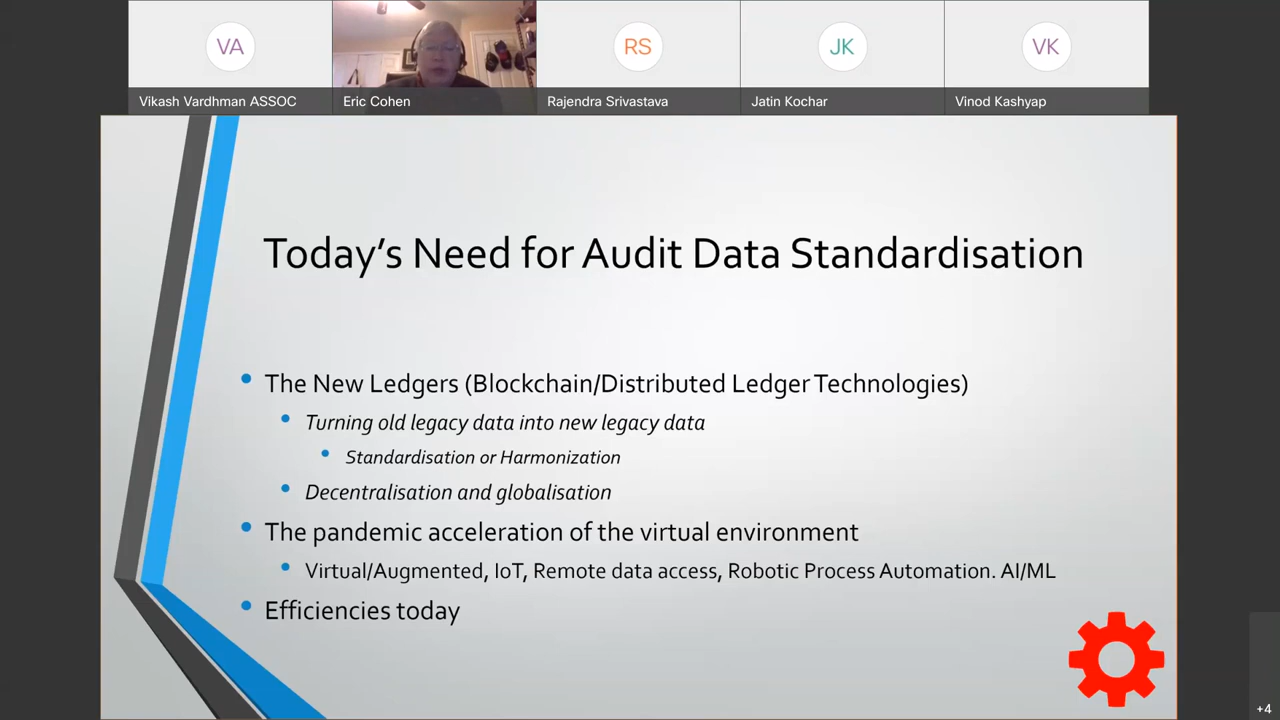 VA
RS
JK
VK
Vikash Vardhman ASSOC
Eric Cohen
Rajendra Srivastava
Jatin Kochar
Vinod Kashyap
Today's Need for Audit Data Standardisation
• The New Ledgers (Blockchain/Distributed Ledger Technologies)
• Turning old legacy data into new legacy data
• Standardisation or Harmonization
• Decentralisation and globalisation
• The pandemic acceleration of the virtual environment
• Virtual/Augmented, IoT, Remote data access, Robotic Process Automation. AI/ML
• Efficiencies today
+4